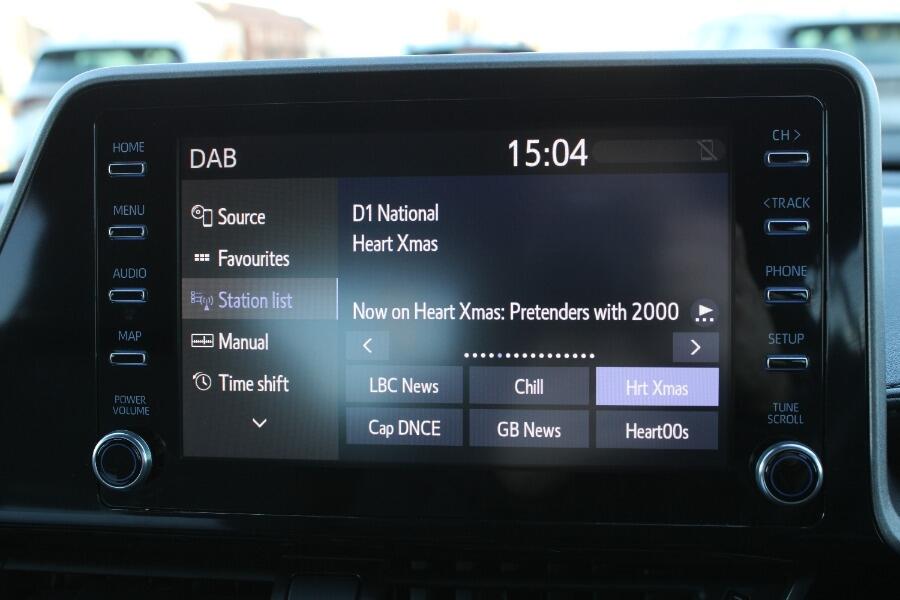 HOME
MENU
AUDIO
MAP
POWER
VOLUME
DAB
15:04
Source
Favourites
Station list
Manual
Time shift
D1 National
Heart Xmas
Now on Heart Xmas: Pretenders with 2000
<
>
LBC News
Chill
Hrt Xmas
Cap DNCE
GB News
Heart00s
CH >
< TRACK
PHONE
SETUP
TUNE
SCROLL